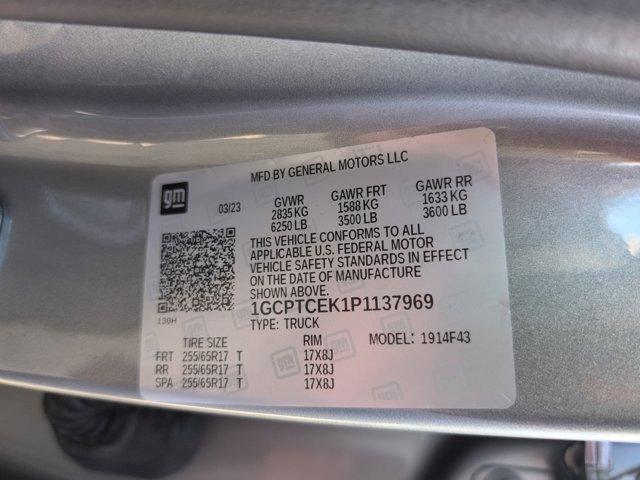 MFD BY GENERAL MOTORS LLC
gm
03/23
GVWR GAWR FRT GAWR RR
2835 KG 1588 KG 1633 KG
6250 LB 3500 LB 3600 LB
THIS VEHICLE CONFORMS TO ALL
APPLICABLE U.S. FEDERAL MOTOR
VEHICLE SAFETY STANDARDS IN
EFFECT ON THE DATE OF MANUFACTURE
SHOWN ABOVE.
130H
1GCPTCEK1P1137969
TYPE: TRUCK
MODEL: 1914F43
TIRE SIZE RIM
FRT 255/65R17 T 17X8J
RR 255/65R17 T 17X8J
SPA 255/65R17 T 17X8J